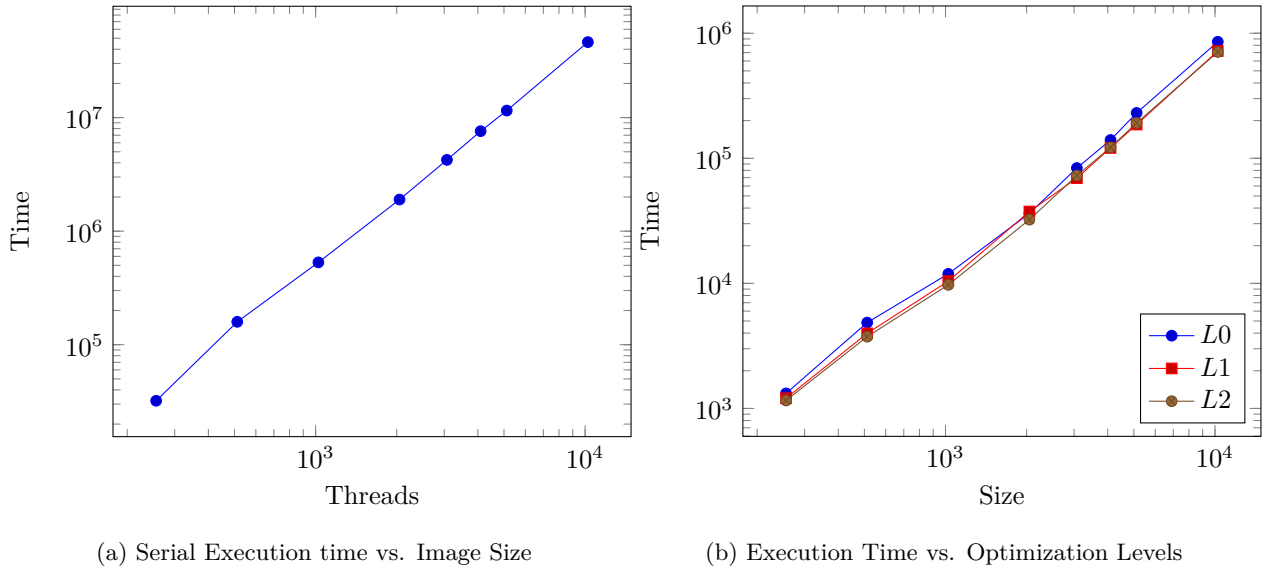 10^7
10^6
10^5
Time
10^3
10^4
Threads
(a) Serial Execution time vs. Image Size
10^6
10^5
10^4
10^3
Time
L0
L1
L2
10^3
10^4
Size
(b) Execution Time vs. Optimization Levels